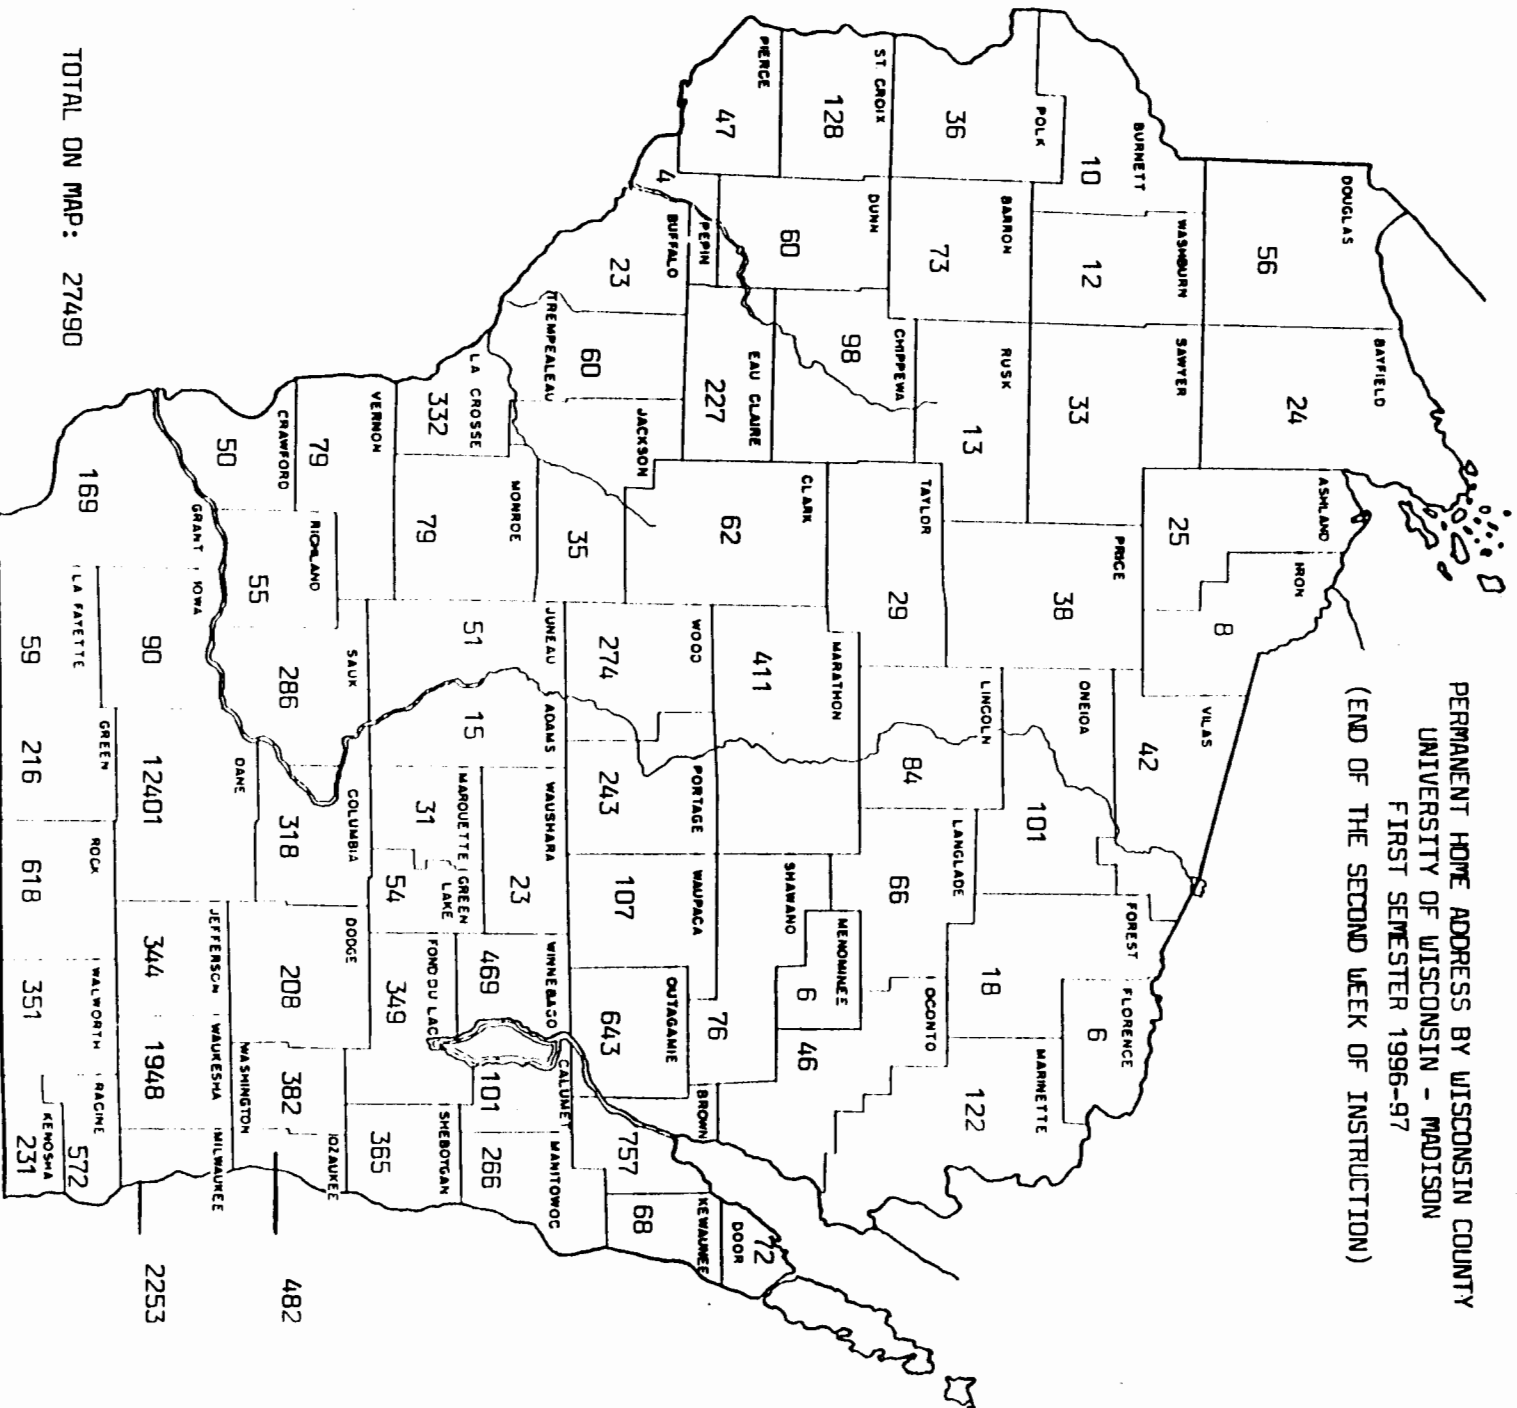 PERMANENT HOME ADDRESS BY WISCONSIN COUNTY
UNIVERSITY OF WISCONSIN - MADISON
FIRST SEMESTER 1996-97
(END OF THE SECOND WEEK OF INSTRUCTION)
DOUGLAS
56
BAYFIELD
24
ASHLAND
25
IRON
8
VILAS
42
BURNETT
10
WASHBURN
12
SAWYER
33
PRICE
38
ONEIDA
101
FOREST
18
FLORENCE
6
MARINETTE
122
POLK
36
BARRON
73
RUSK
13
LINCOLN
84
LANGLADE
66
OCONTO
46
TAYLOR
29
ST. CROIX
128
DUNN
60
CHIPPEWA
98
CLARK
62
MARATHON
411
MENOMINEE
6
SHAWANO
76
PIERCE
47
PEPIN
4
EAU CLAIRE
227
BUFFALO
23
TREMPEALEAU
60
JACKSON
35
WOOD
274
PORTAGE
243
WAUPACA
107
OUTAGAMIE
643
BROWN
757
KEWAUNEE
68
DOOR
72
LA CROSSE
332
MONROE
79
JUNEAU
51
ADAMS
15
WAUSHARA
23
WINNEBAGO
469
CALUMET
101
MANITOWOC
266
MARQUETTE
31
GREEN
LAKE
54
FOND DU LAC
349
SHEBOYGAN
365
VERNON
79
CRAWFORD
50
RICHLAND
55
SAUK
286
COLUMBIA
318
DODGE
208
WASHINGTON
382
OZAUKEE
482
GRANT
169
IOWA
90
DANE
12401
JEFFERSON
344
WAUKESHA
1948
MILWAUKEE
2253
LA FAYETTE
59
GREEN
216
ROCK
618
WALWORTH
351
RACINE
572
KENOSHA
231
TOTAL ON MAP: 27490